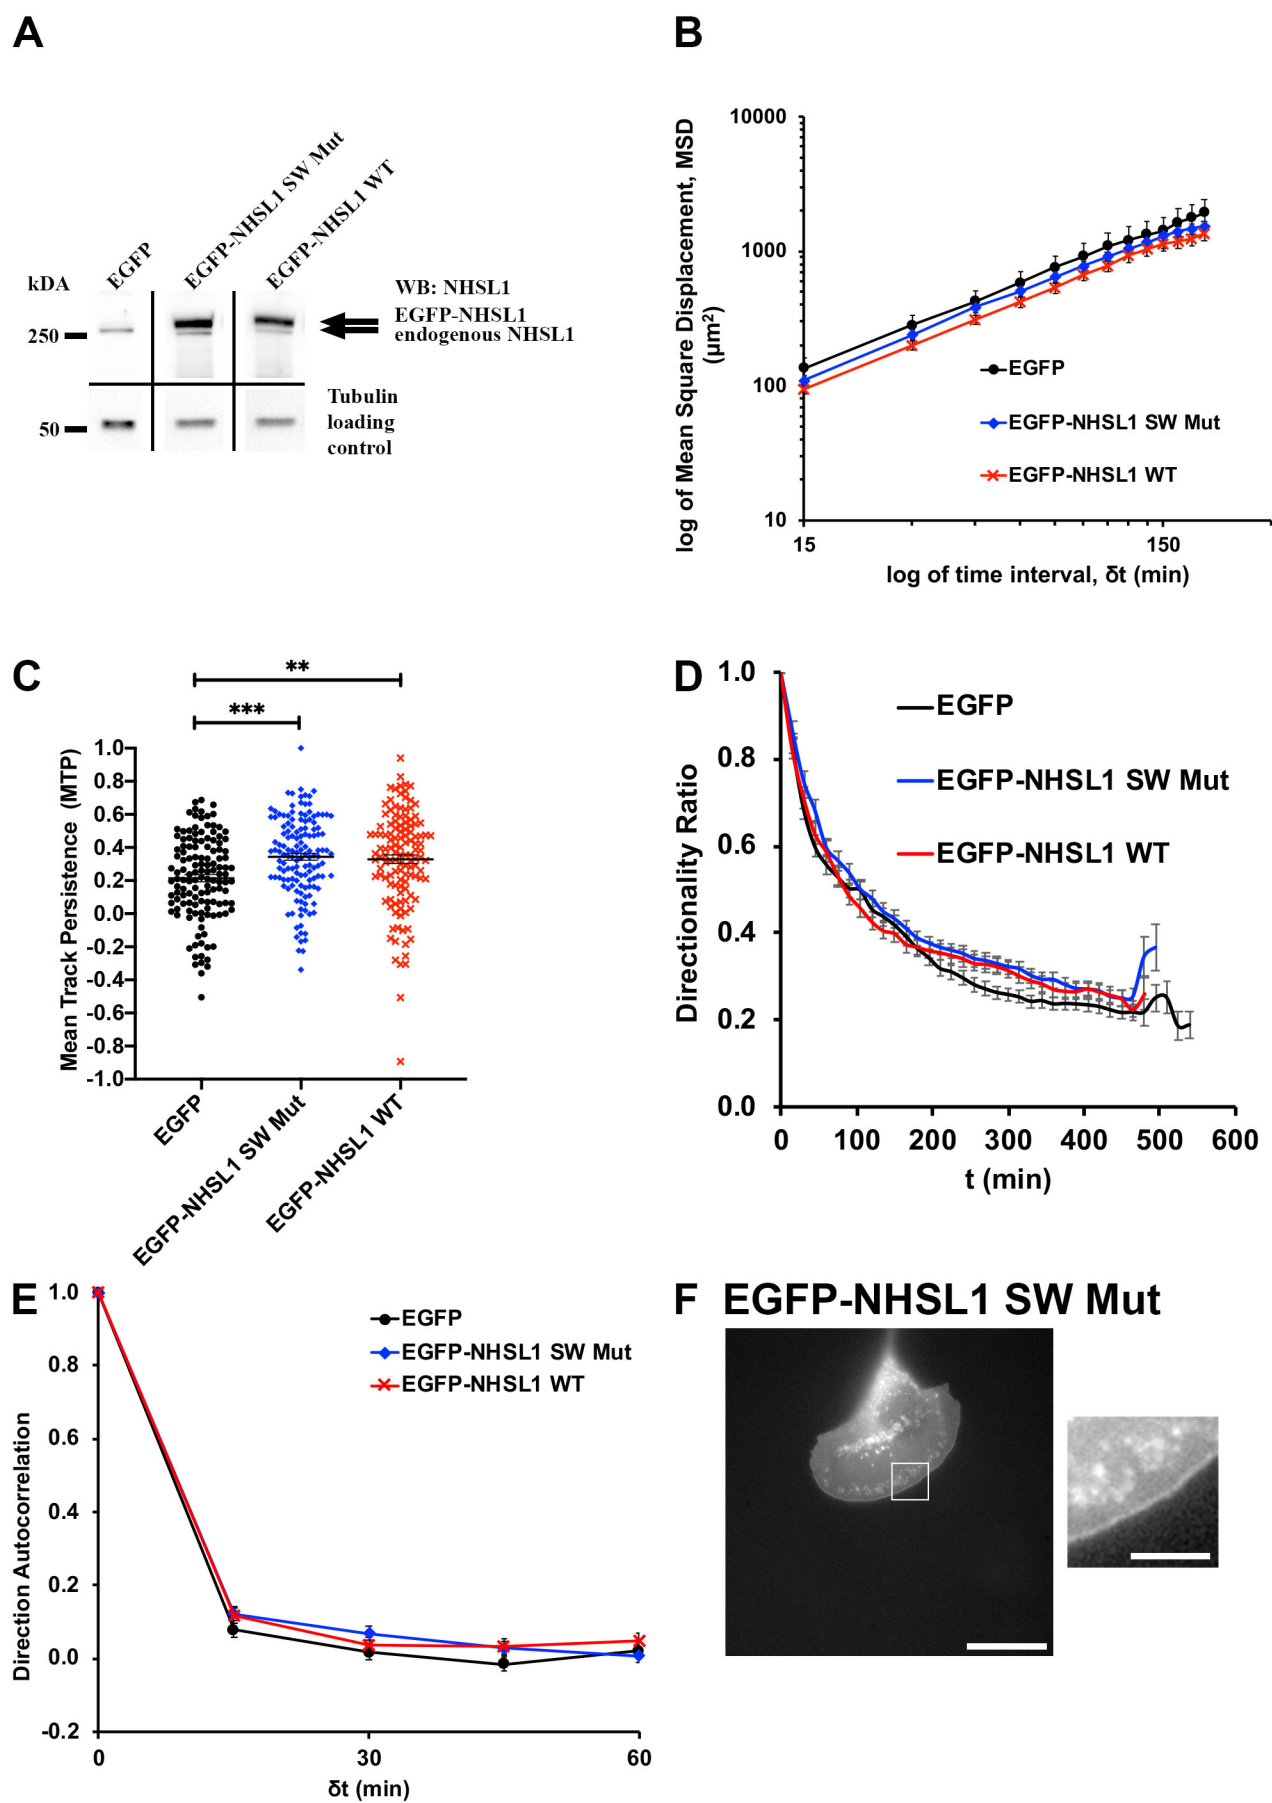 A
EGFP
EGFP-NHSL1 SW Mut
EGFP-NHSL1 WT
kDA
250
50
WB: NHSL1
EGFP-NHSL1
endogenous NHSL1
Tubulin
loading
control
B
log of Mean Square Displacement, MSD
(μm²)
10000
1000
100
10
15
150
log of time interval, δt (min)
EGFP
EGFP-NHSL1 SW Mut
EGFP-NHSL1 WT
C
**
***
Mean Track Persistence (MTP)
1.0
0.8
0.6
0.4
0.2
0.0
-0.2
-0.4
-0.6
-0.8
-1.0
EGFP
EGFP-NHSL1 SW Mut
EGFP-NHSL1 WT
D
Directionality Ratio
1.0
0.8
0.6
0.4
0.2
0.0
0 100 200 300 400 500 600
t (min)
EGFP
EGFP-NHSL1 SW Mut
EGFP-NHSL1 WT
E
Direction Autocorrelation
1.0
0.8
0.6
0.4
0.2
0.0
-0.2
0 30 60
δt (min)
EGFP
EGFP-NHSL1 SW Mut
EGFP-NHSL1 WT
F EGFP-NHSL1 SW Mut